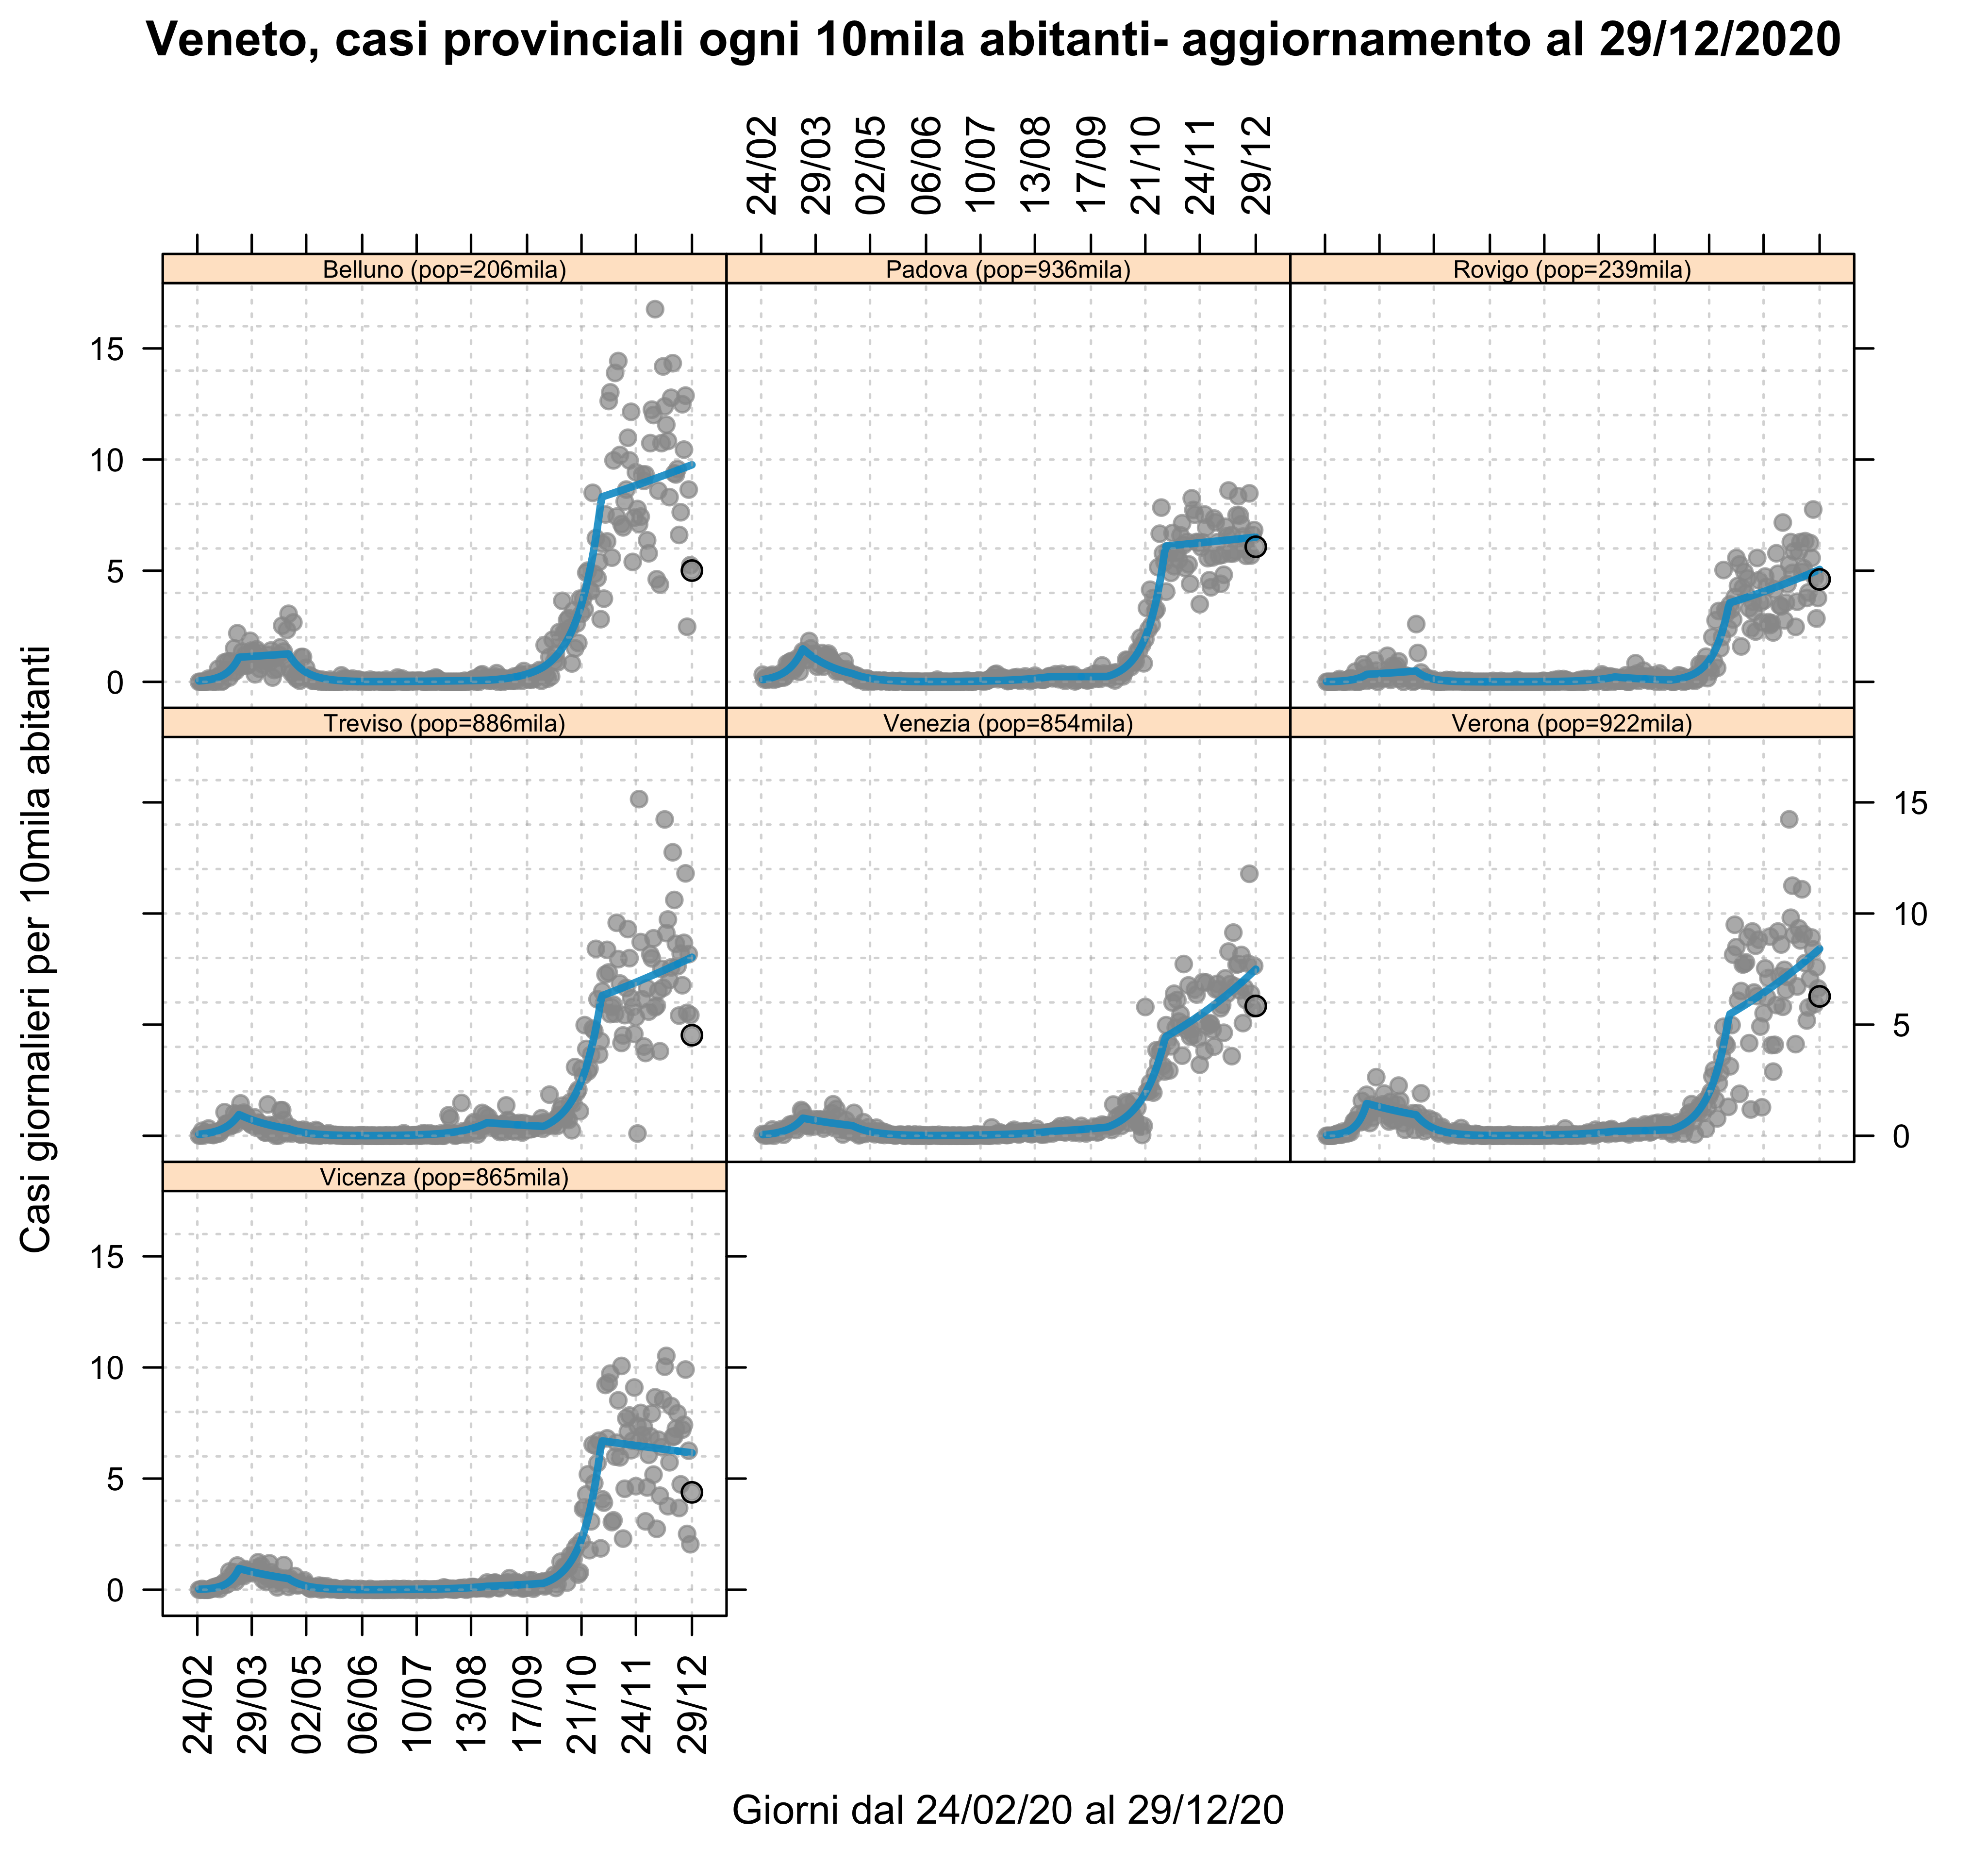 Veneto, casi provinciali ogni 10mila abitanti- aggiornamento al 29/12/2020
24/02 29/03 02/05 06/06 10/07 13/08 17/09 21/10 24/11 29/12
Belluno (pop=206mila) Padova (pop=936mila) Rovigo (pop=239mila)
15
10
5
0
Treviso (pop=886mila) Venezia (pop=854mila) Verona (pop=922mila)
15
10
5
0
Casi giornalieri per 10mila abitanti
Vicenza (pop=865mila)
15
10
5
0
24/02 29/03 02/05 06/06 10/07 13/08 17/09 21/10 24/11 29/12
Giorni dal 24/02/20 al 29/12/20